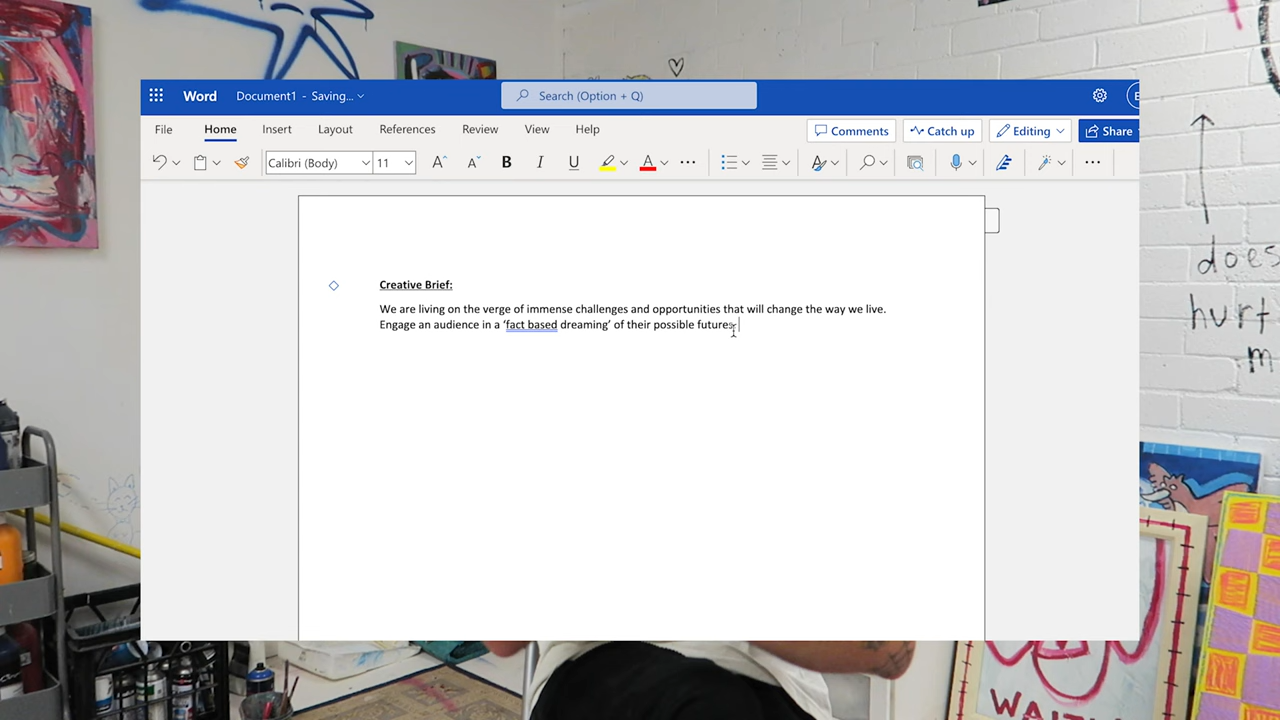 Word Document1 - Saving... Search (Option + Q)
File Home Insert Layout References Review View Help Comments Catch up Editing Share
Calibri (Body) 11 A A B I U A
Creative Brief:
We are living on the verge of immense challenges and opportunities that will change the way we live.
Engage an audience in a ‘fact based dreaming’ of their possible futures
does
hurt
m